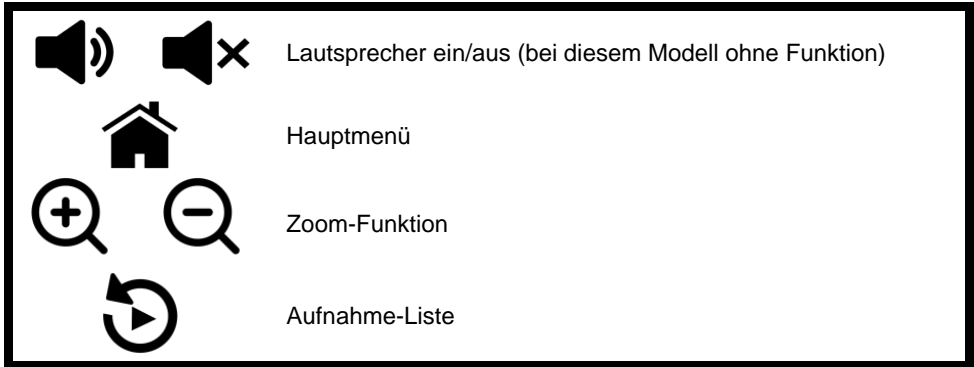 Lautsprecher ein/aus (bei diesem Modell ohne Funktion)
Hauptmenü
Zoom-Funktion
Aufnahme-Liste